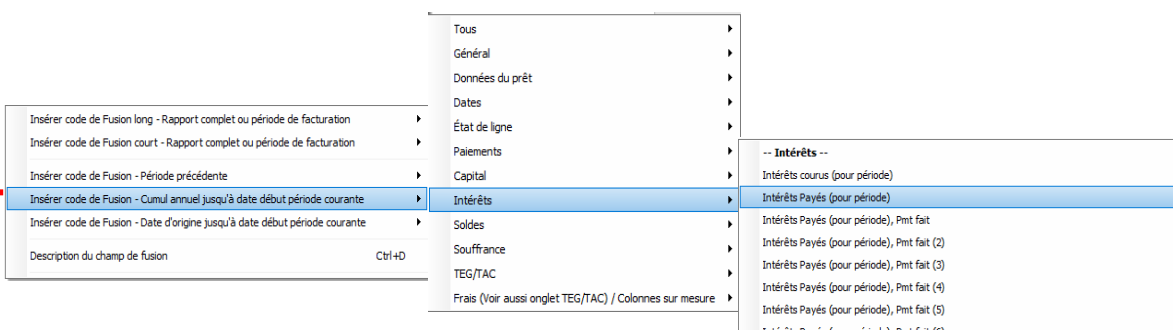 Insérer code de Fusion long - Rapport complet ou période de facturation
Insérer code de Fusion court - Rapport complet ou période de facturation
Insérer code de Fusion - Période précédente
Insérer code de Fusion - Cumul annuel jusqu'à date début période courante
Insérer code de Fusion - Date d'origine jusqu'à date début période courante
Description du champ de fusion Ctrl+D
Tous
Général
Données du prêt
Dates
État de ligne
Paiements
Capital
Intérêts
Soldes
Souffrance
TEG/TAC
Frais (Voir aussi onglet TEG/TAC) / Colonnes sur mesure
-- Intérêts --
Intérêts courus (pour période)
Intérêts Payés (pour période)
Intérêts Payés (pour période), Pmt fait
Intérêts Payés (pour période), Pmt fait (2)
Intérêts Payés (pour période), Pmt fait (3)
Intérêts Payés (pour période), Pmt fait (4)
Intérêts Payés (pour période), Pmt fait (5)